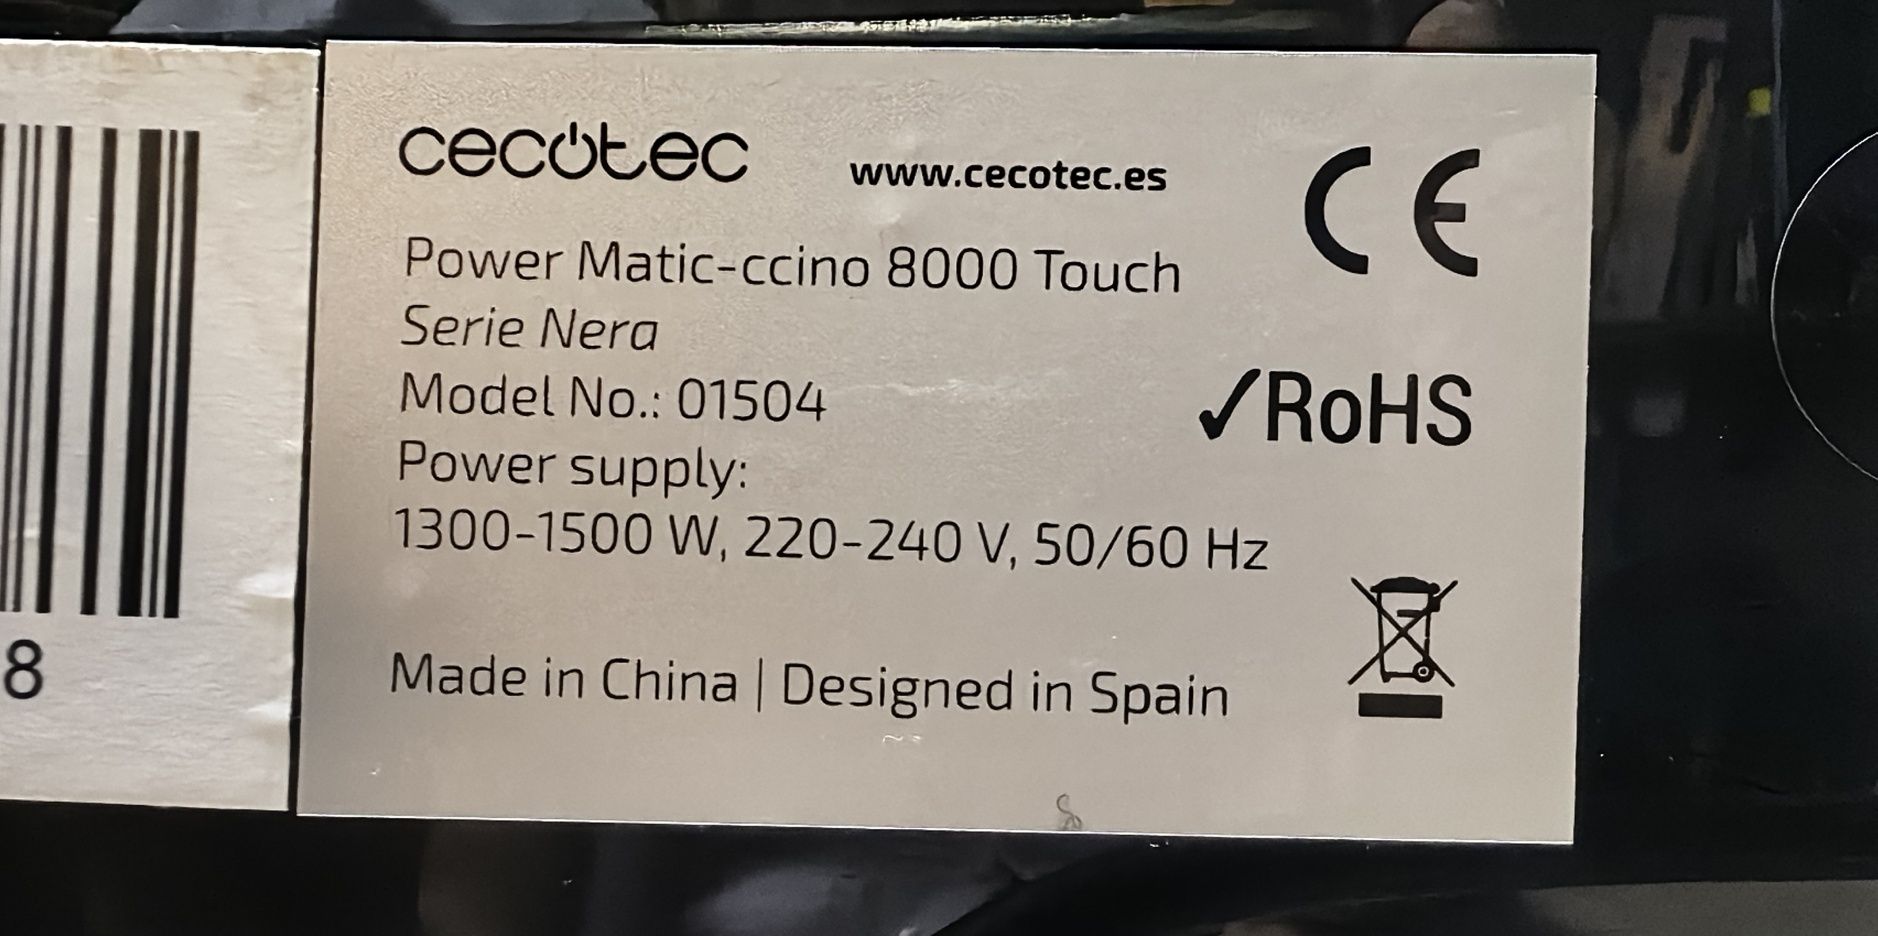 cecotec www.cecotec.es CE
Power Matic-ccino 8000 Touch
Serie Nera
Model No.: 01504
✓RoHS
Power supply:
1300-1500 W, 220-240 V, 50/60 Hz
Made in China | Designed in Spain
8